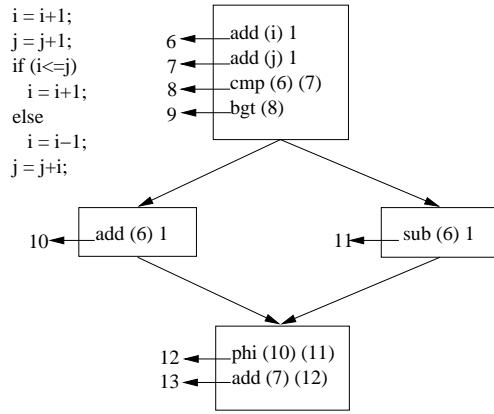 i = i+1;
j = j+1;
if (i<=j)
i = i+1;
else
i = i−1;
j = j+i;
6 add (i) 1
7 add (j) 1
8 cmp (6) (7)
9 bgt (8)
10 add (6) 1
11 sub (6) 1
12 phi (10) (11)
13 add (7) (12)